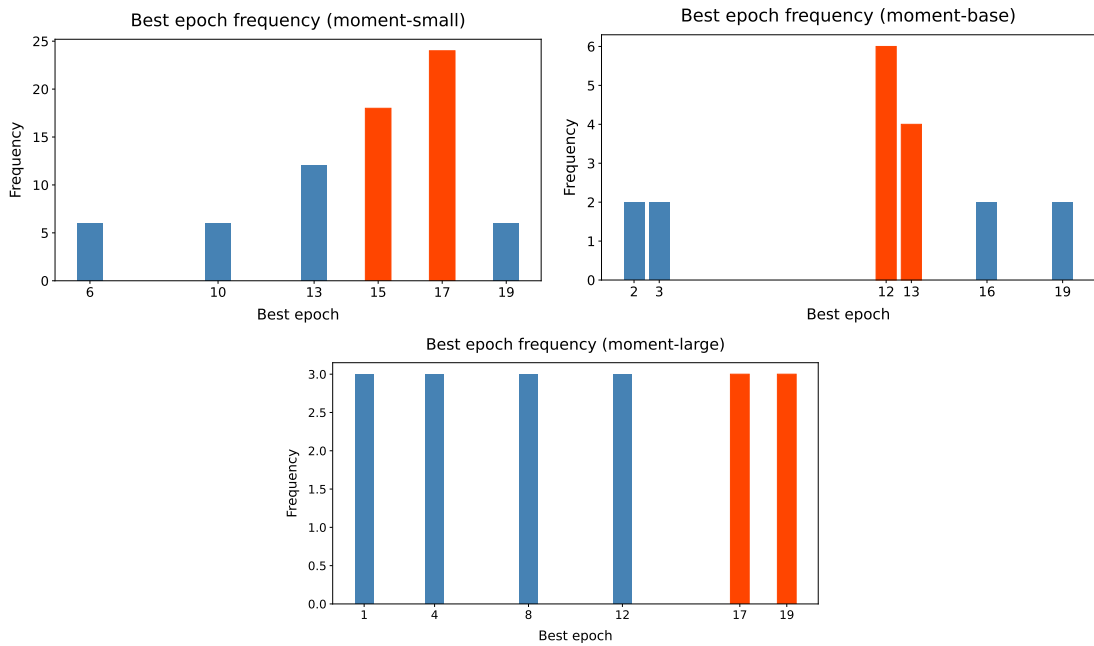 Best epoch frequency (moment-small)
25
20
15
10
5
0
Frequency
6 10 13 15 17 19
Best epoch
Best epoch frequency (moment-base)
6
5
4
3
2
1
0
Frequency
2 3 12 13 16 19
Best epoch
Best epoch frequency (moment-large)
3.0
2.5
2.0
1.5
1.0
0.5
0.0
Frequency
1 4 8 12 17 19
Best epoch